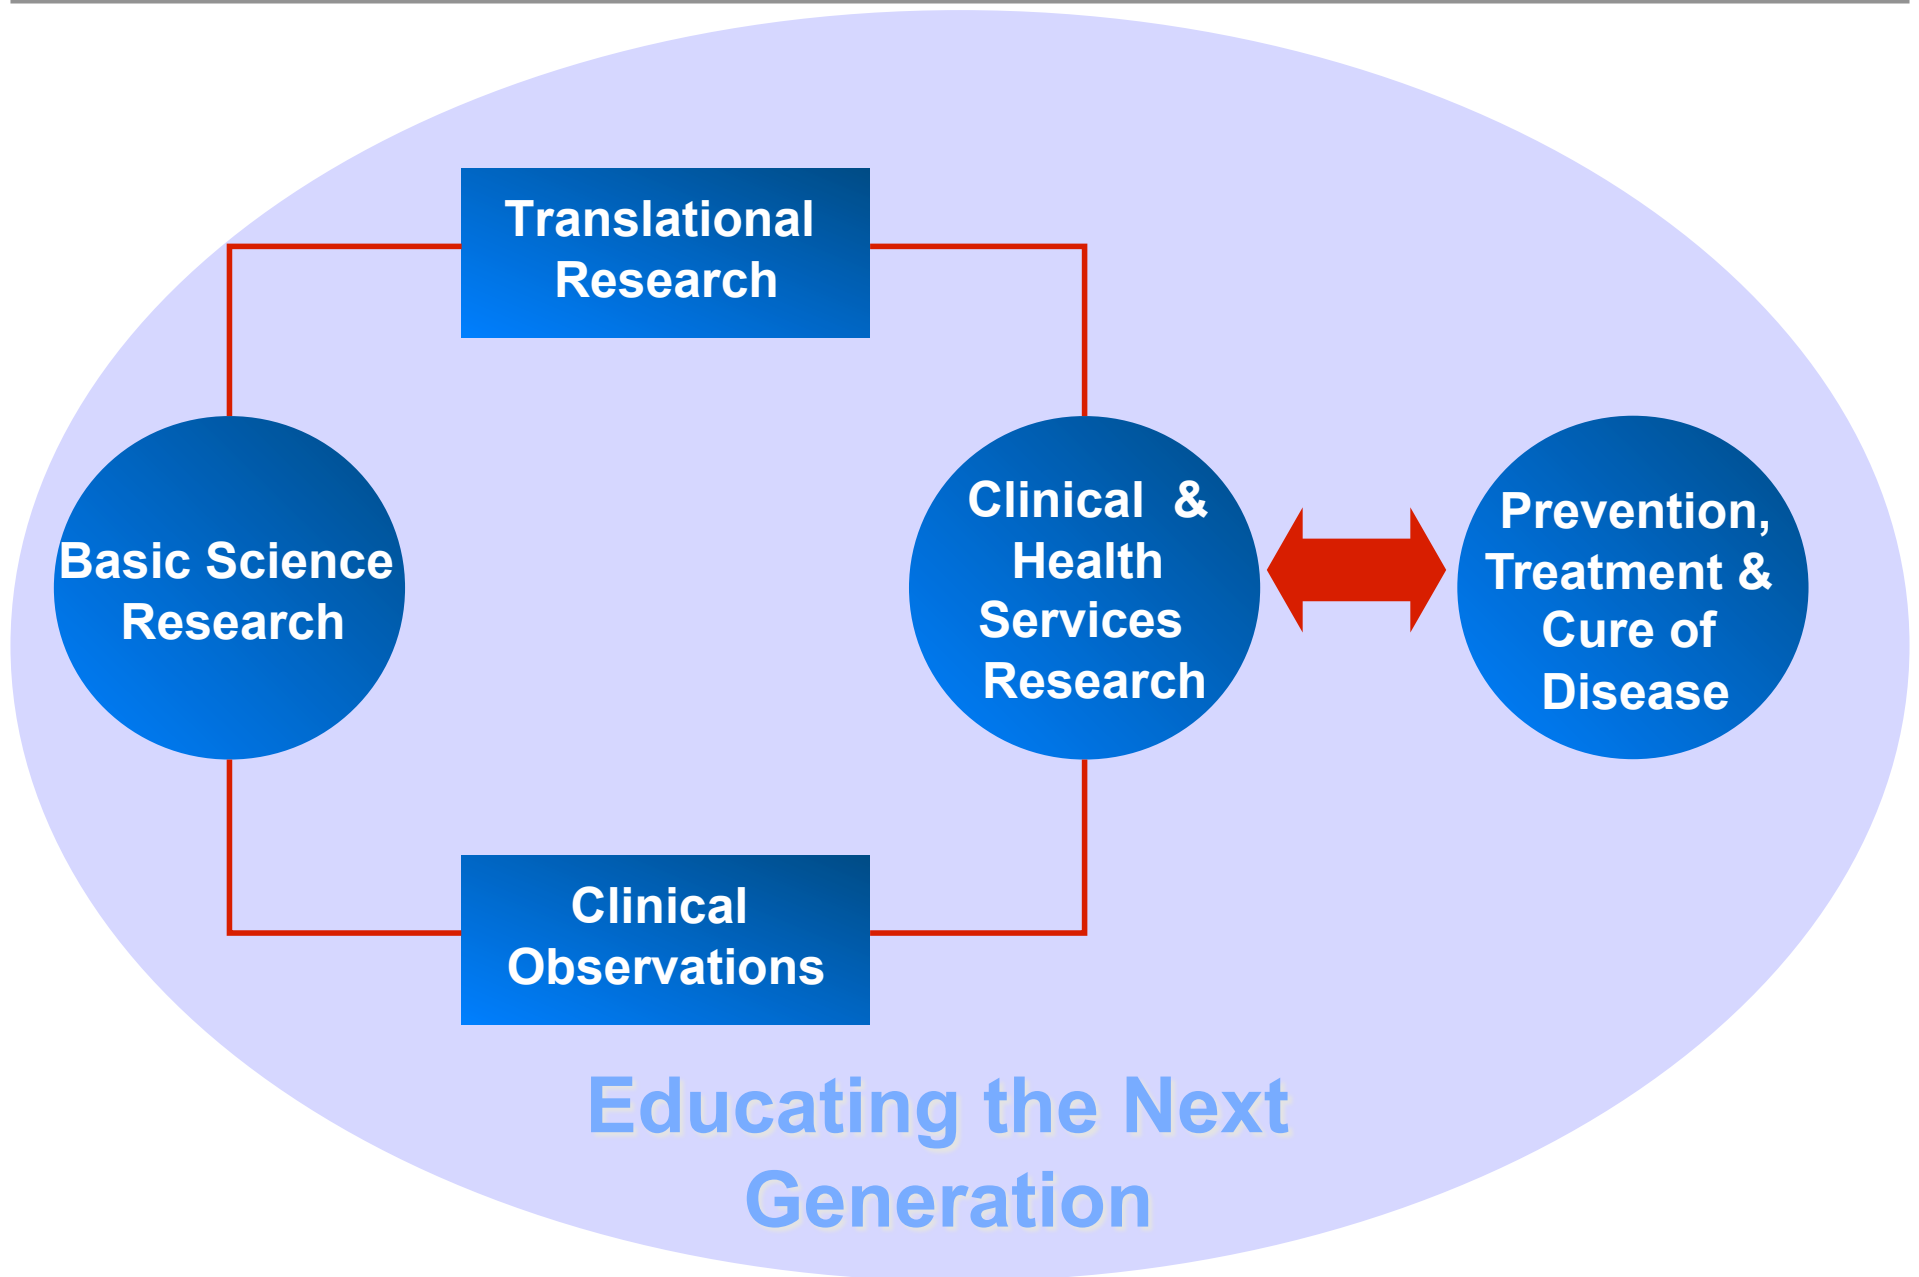 Translational
Research
Basic Science
Research
Clinical & 
Health
Services
Research
Prevention,
Treatment &
Cure of
Disease
Clinical
Observations
Educating the Next
Generation